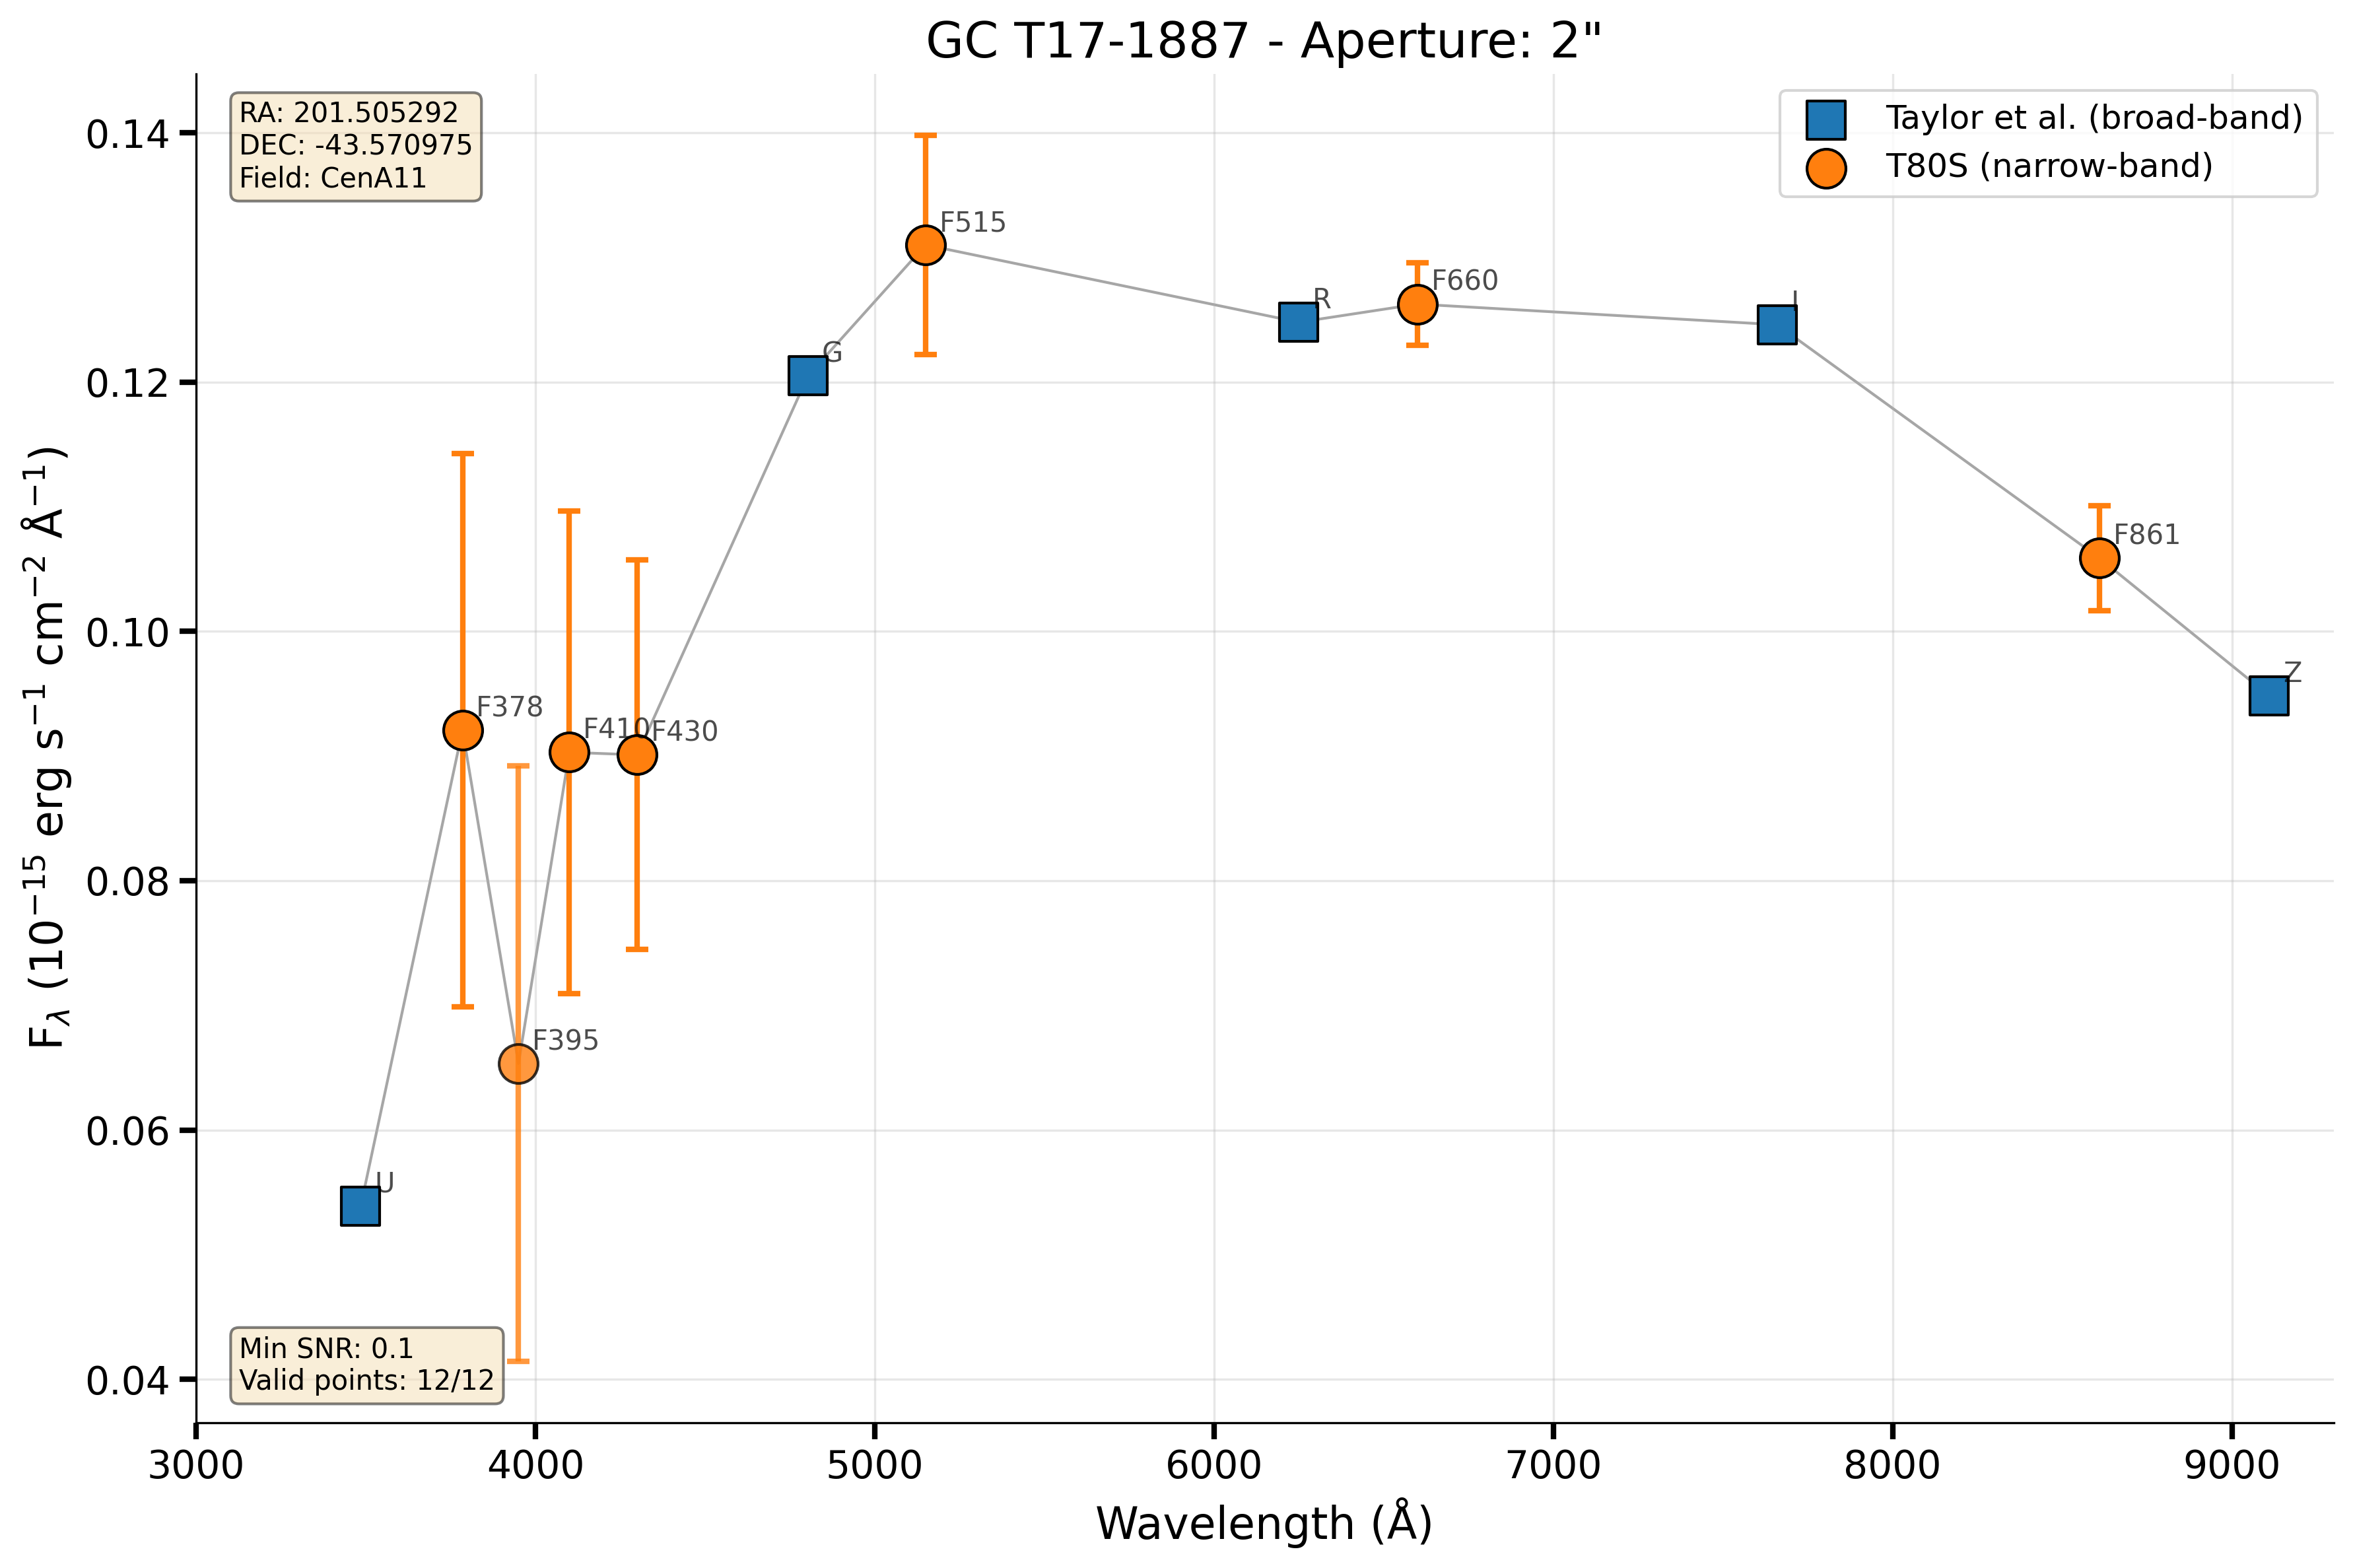 GC T17-1887 - Aperture: 2"
RA: 201.505292
DEC: -43.570975
Field: CenA11
Taylor et al. (broad-band)
T80S (narrow-band)
F_λ (10⁻¹⁵ erg s⁻¹ cm⁻² Å⁻¹)
0.14
0.12
0.10
0.08
0.06
0.04
U
F378
F395
F410
F430
G
F515
R
F660
I
F861
Z
Min SNR: 0.1
Valid points: 12/12
3000 4000 5000 6000 7000 8000 9000
Wavelength (Å)